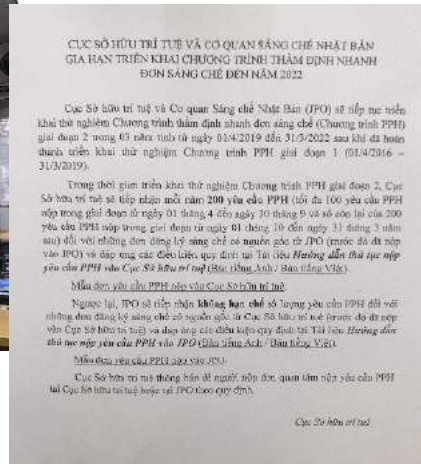 CỤC SỞ HỮU TRÍ TUỆ VÀ CƠ QUAN SÁNG CHẾ NHẬT BẢN
GIA HẠN TRIỂN KHAI CHƯƠNG TRÌNH THẨM ĐỊNH NHANH
ĐƠN SÁNG CHẾ ĐẾN NĂM 2022
Cục Sở hữu trí tuệ và Cơ quan Sáng chế Nhật Bản (JPO) sẽ tiếp tục triển
khai thử nghiệm Chương trình thẩm định nhanh đơn sáng chế (Chương trình PPH)
giai đoạn 2 trong 03 năm tính từ ngày 01/4/2019 đến 31/3/2022 sau khi đã hoàn
thành triển khai thử nghiệm Chương trình PPH giai đoạn 1 (01/4/2016 –
31/3/2019).
Trong thời gian triển khai thử nghiệm Chương trình PPH giai đoạn 2, Cục
Sở hữu trí tuệ sẽ tiếp nhận mỗi năm 200 yêu cầu PPH (tối đa 100 yêu cầu PPH
nộp trong giai đoạn từ ngày 01 tháng 4 đến ngày 30 tháng 9 và số còn lại của 200
yêu cầu PPH nộp trong giai đoạn từ ngày 01 tháng 10 đến ngày 31 tháng 3 năm
sau) đối với những đơn đăng ký sáng chế có nguồn gốc từ JPO (trước đó đã nộp
vào JPO) và đáp ứng các điều kiện quy định tại Tài liệu Hướng dẫn thủ tục nộp
yêu cầu PPH vào Cục Sở hữu trí tuệ (Bản tiếng Anh / Bản tiếng Việt).
Mẫu đơn yêu cầu PPH nộp vào Cục Sở hữu trí tuệ.
Ngược lại, JPO sẽ tiếp nhận không hạn chế số lượng yêu cầu PPH đối với
những đơn đăng ký sáng chế có nguồn gốc từ Cục Sở hữu trí tuệ (trước đó đã nộp
vào Cục Sở hữu trí tuệ) và đáp ứng các điều kiện quy định tại Tài liệu Hướng dẫn
thủ tục nộp yêu cầu PPH vào JPO (Bản tiếng Anh / Bản tiếng Việt).
Mẫu đơn yêu cầu PPH nộp vào JPO.
Cục Sở hữu trí tuệ thông báo để người nộp đơn quan tâm nộp yêu cầu PPH
tại Cục Sở hữu trí tuệ hoặc tại JPO theo quy định.
Cục Sở hữu trí tuệ